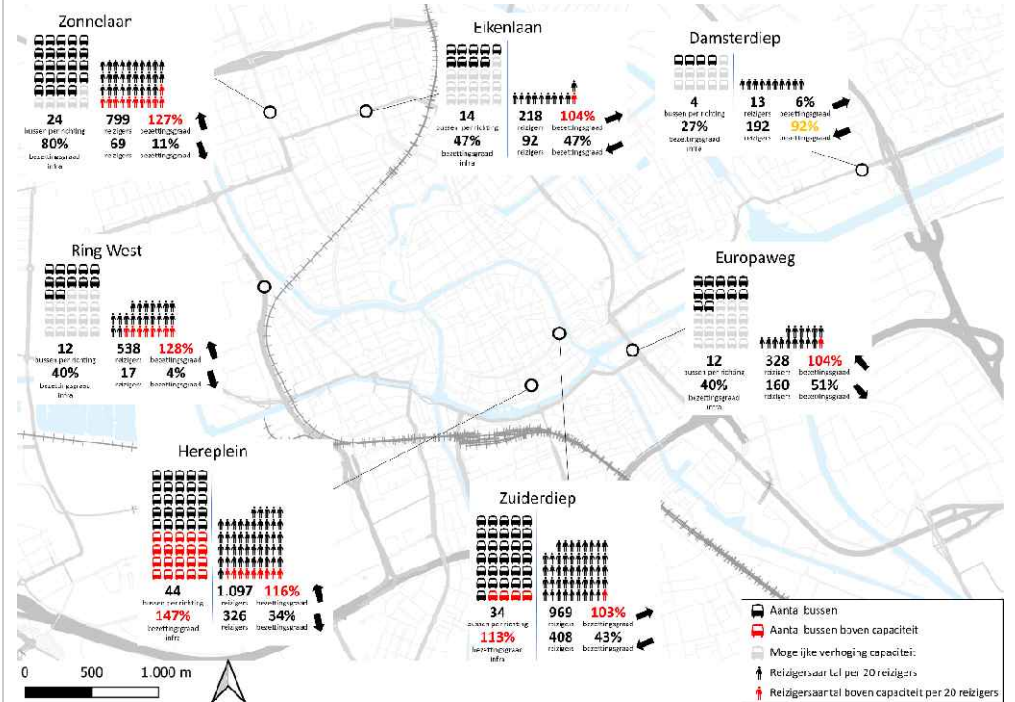 Zonnelaan
24 799 127%
bussen per richting reizigers bezettingsgraad
80% 69 11%
bezettingsgraad reizigers bezettingsgraad
infra
Eikenlaan
14 218 104%
bussen per richting reizigers bezettingsgraad
47% 92 47%
bezettingsgraad reizigers bezettingsgraad
infra
Damsterdiep
4 13 6%
bussen per richting reizigers bezettingsgraad
27% 192 92%
bezettingsgraad reizigers bezettingsgraad
infra
Ring West
12 538 128%
bussen per richting reizigers bezettingsgraad
40% 17 4%
bezettingsgraad reizigers bezettingsgraad
infra
Europaweg
12 328 104%
bussen per richting reizigers bezettingsgraad
40% 160 51%
bezettingsgraad reizigers bezettingsgraad
infra
Hereplein
44 1.097 116%
bussen per richting reizigers bezettingsgraad
147% 326 34%
bezettingsgraad reizigers bezettingsgraad
infra
Zuiderdiep
34 969 103%
bussen per richting reizigers bezettingsgraad
113% 408 43%
bezettingsgraad reizigers bezettingsgraad
infra
0 500 1.000 m
Aantal bussen
Aantal bussen boven capaciteit
Mogelijke verhoging capaciteit
Reizigersaantal per 20 reizigers
Reizigersaantal boven capaciteit per 20 reizigers